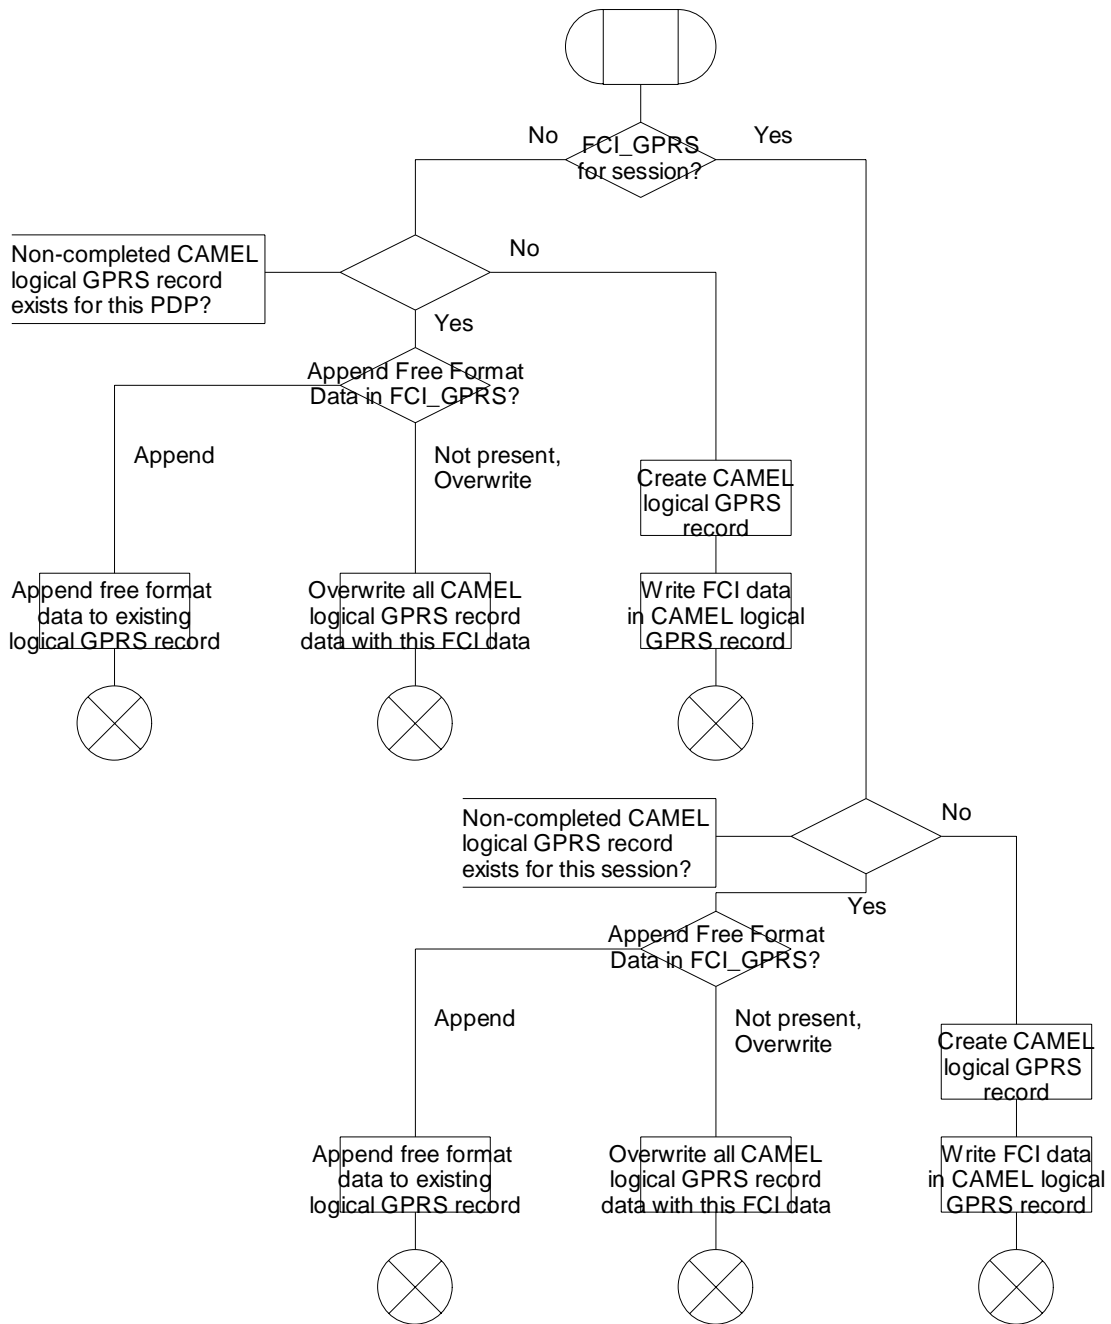 No
FCI_GPRS
for session?
Yes
Non-completed CAMEL
logical GPRS record
exists for this PDP?
No
Yes
Append Free Format
Data in FCI_GPRS?
Append
Not present,
Overwrite
Create CAMEL
logical GPRS
record
Append free format
data to existing
logical GPRS record
Overwrite all CAMEL
logical GPRS record
data with this FCI data
Write FCI data
in CAMEL logical
GPRS record
Non-completed CAMEL
logical GPRS record
exists for this session?
No
Yes
Append Free Format
Data in FCI_GPRS?
Append
Not present,
Overwrite
Create CAMEL
logical GPRS
record
Append free format
data to existing
logical GPRS record
Overwrite all CAMEL
logical GPRS record
data with this FCI data
Write FCI data
in CAMEL logical
GPRS record